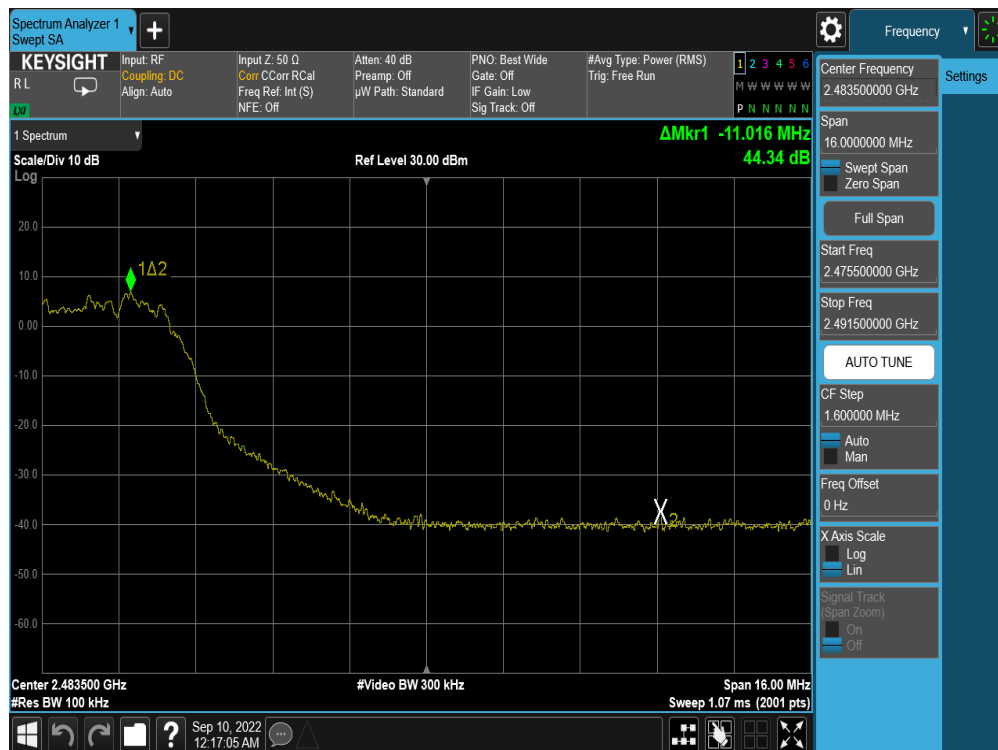 Spectrum Analyzer 1
Swept SA
Frequency
KEYSIGHT
R L
LXI
Input: RF
Coupling: DC
Align: Auto
Input Z: 50 Ω
Corr CCorr RCal
Freq Ref: Int (S)
NFE: Off
Atten: 40 dB
Preamp: Off
µW Path: Standard
PNO: Best Wide
Gate: Off
IF Gain: Low
Sig Track: Off
#Avg Type: Power (RMS)
Trig: Free Run
1 2 3 4 5 6
M W W W W W
P N N N N N
1 Spectrum
ΔMkr1 -11.016 MHz
44.34 dB
Scale/Div 10 dB
Ref Level 30.00 dBm
Log
20.0
10.0
0.00
-10.0
-20.0
-30.0
-40.0
-50.0
-60.0
1Δ2
2
Center 2.483500 GHz
#Res BW 100 kHz
#Video BW 300 kHz
Span 16.00 MHz
Sweep 1.07 ms (2001 pts)
Center Frequency
2.483500000 GHz
Settings
Span
16.0000000 MHz
Swept Span
Zero Span
Full Span
Start Freq
2.475500000 GHz
Stop Freq
2.491500000 GHz
AUTO TUNE
CF Step
1.600000 MHz
Auto
Man
Freq Offset
0 Hz
X Axis Scale
Log
Lin
Signal Track
(Span Zoom)
On
Off
?
Sep 10, 2022
12:17:05 AM